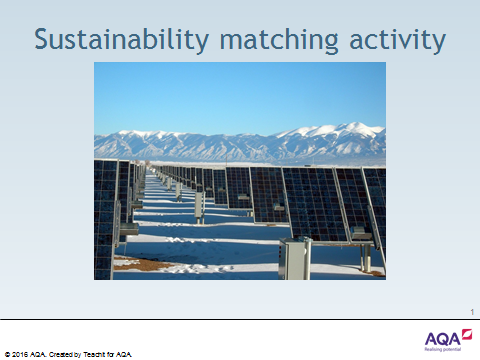 Sustainability matching activity
1
AQA
Realising potential
© 2016 AQA. Created by Teachit for AQA.